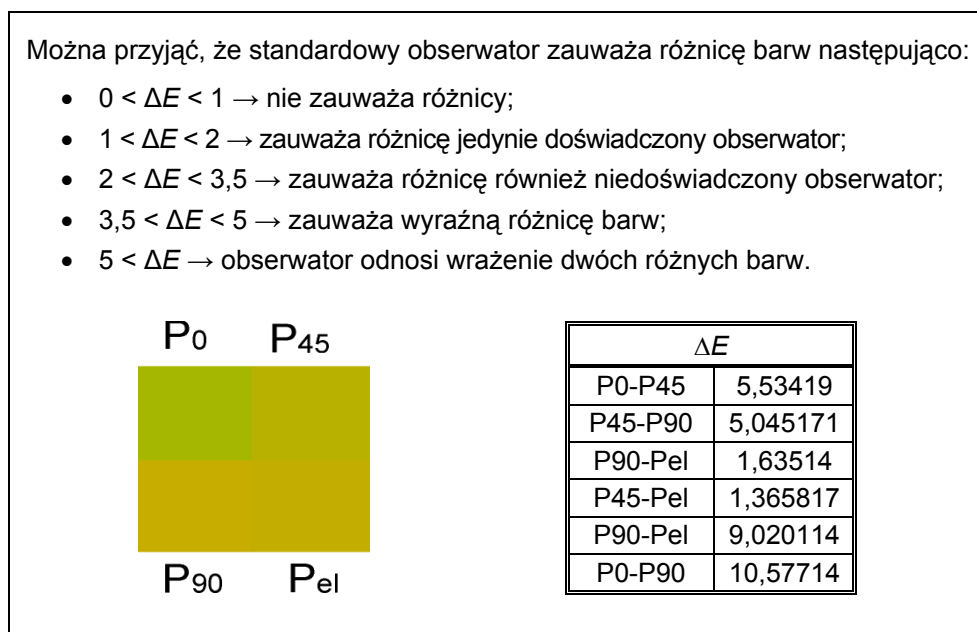 Można przyjąć, że standardowy obserwator zauważa różnicę barw następująco:
• 0 < ΔE < 1 → nie zauważa różnicy;
• 1 < ΔE < 2 → zauważa różnicę jedynie doświadczony obserwator;
• 2 < ΔE < 3,5 → zauważa różnicę również niedoświadczony obserwator;
• 3,5 < ΔE < 5 → zauważa wyraźną różnicę barw;
• 5 < ΔE → obserwator odnosi wrażenie dwóch różnych barw.
P0 P45
P90 Pel
ΔE
P0-P45 5,53419
P45-P90 5,045171
P90-Pel 1,63514
P45-Pel 1,365817
P90-Pel 9,020114
P0-P90 10,57714